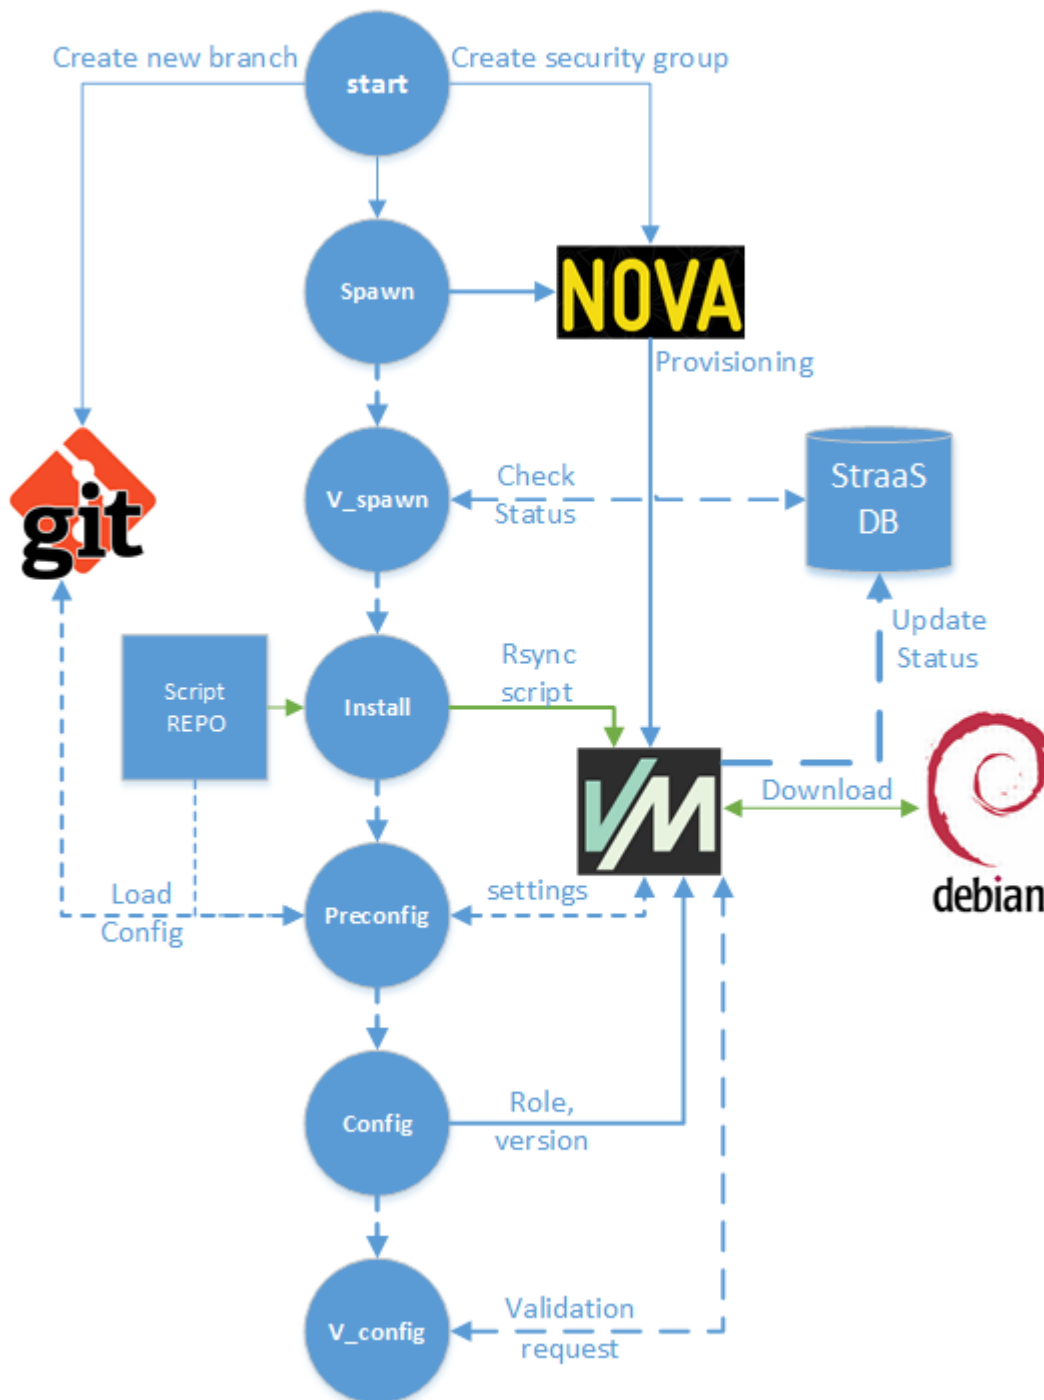 Create new branch
start
Create security group
Spawn
NOVA
Provisioning
git
V_spawn
Check
Status
StraaS
DB
Update
Status
Script
REPO
Install
Rsync
script
VM
Download
debian
Load
Config
Preconfig
settings
Config
Role,
version
V_config
Validation
request